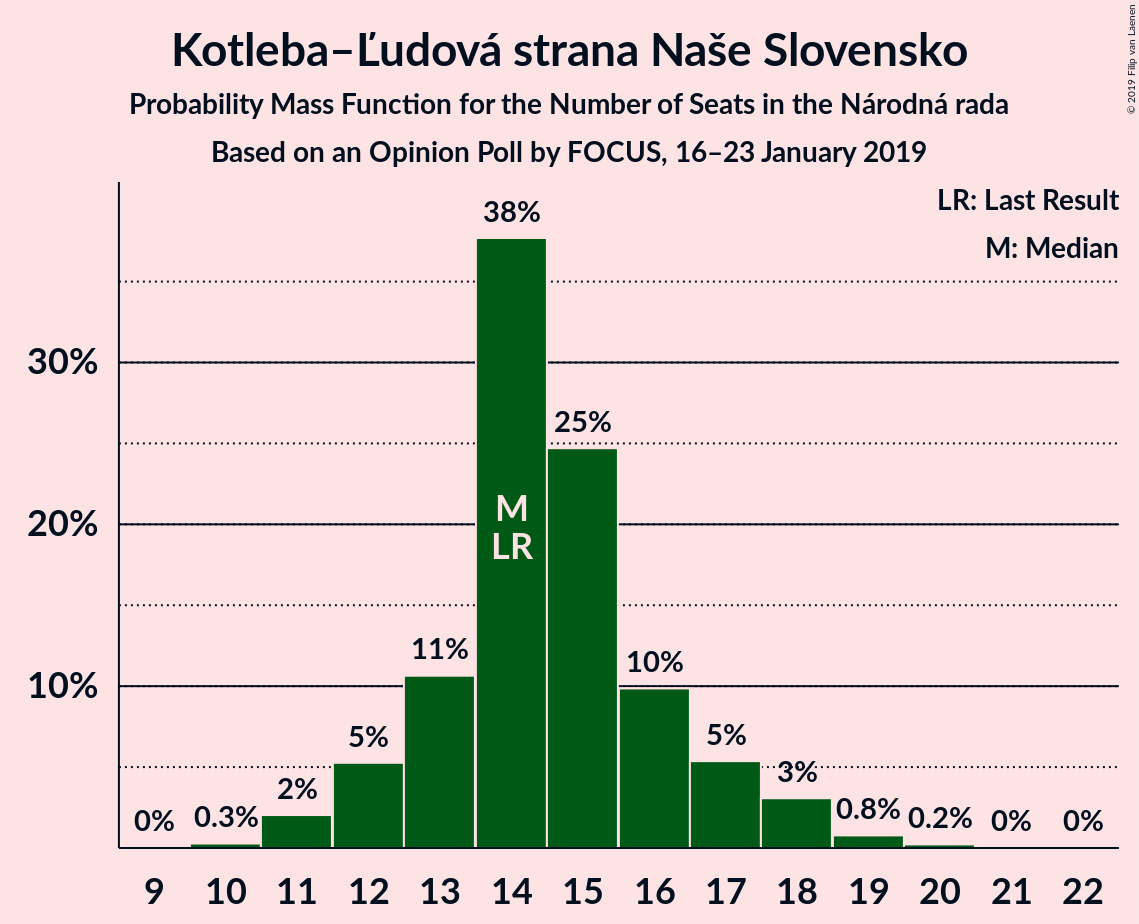 Kotleba–Ľudová strana Naše Slovensko
Probability Mass Function for the Number of Seats in the Národná rada
Based on an Opinion Poll by FOCUS, 16–23 January 2019
© 2019 Filip van Laenen
LR: Last Result
M: Median
38%
30%
25%
20%
M
LR
11%
10%
10%
5%
5%
3%
2%
0%
0.3%
0.8%
0.2%
0%
0%
9 10 11 12 13 14 15 16 17 18 19 20 21 22